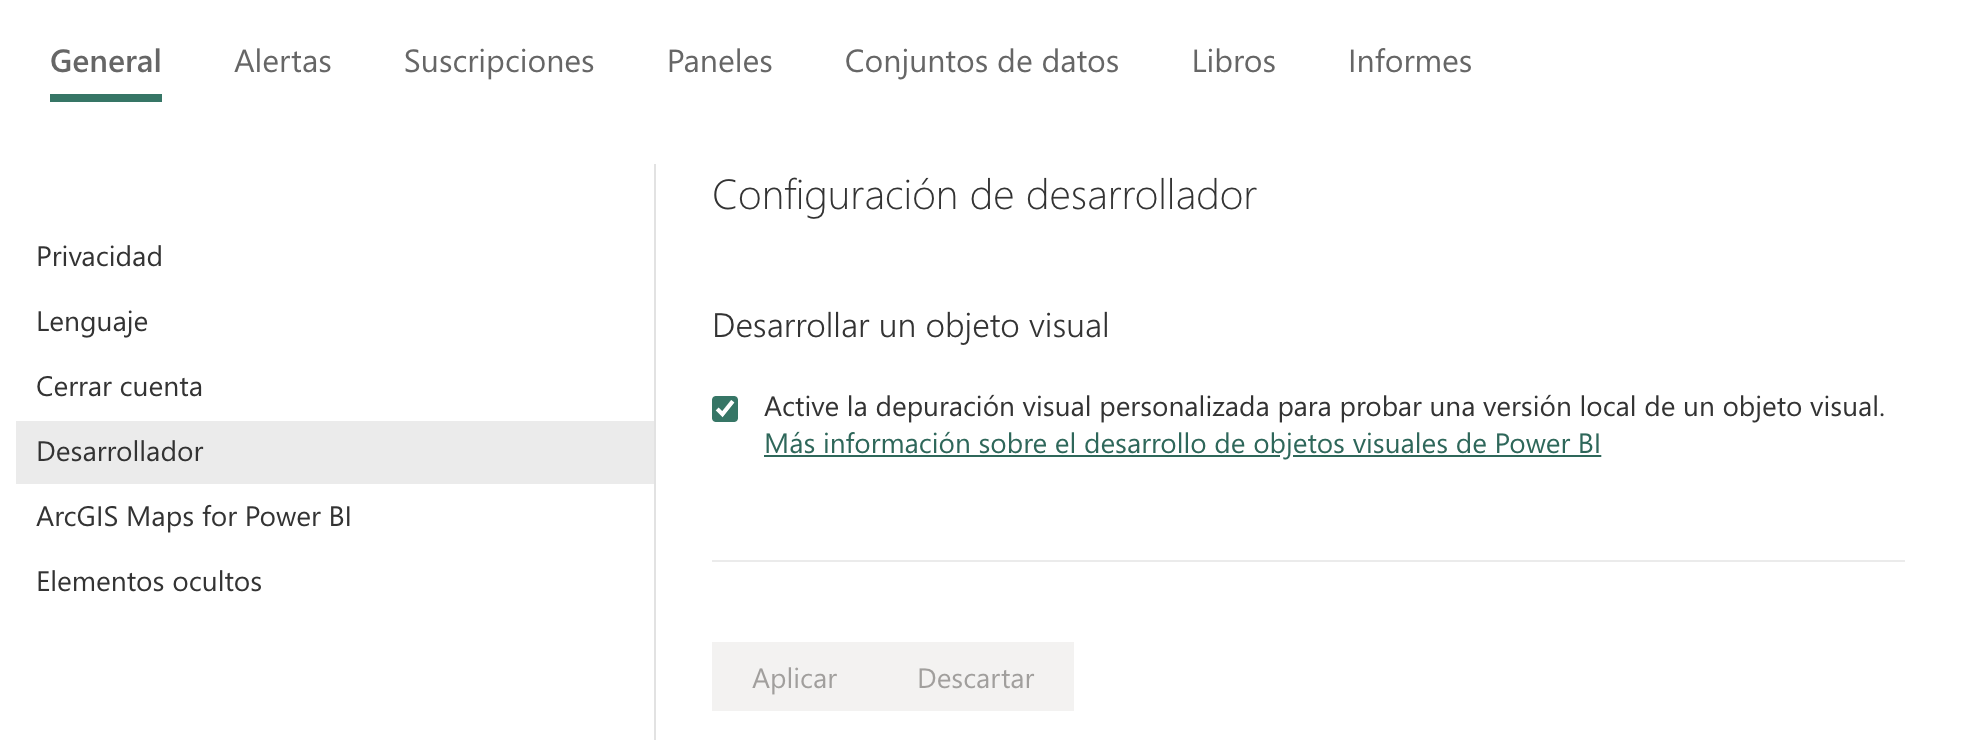 General
Alertas
Suscripciones
Paneles
Conjuntos de datos
Libros
Informes
Privacidad
Lenguaje
Cerrar cuenta
Desarrollador
ArcGIS Maps for Power BI
Elementos ocultos
Configuración de desarrollador
Desarrollar un objeto visual
Active la depuración visual personalizada para probar una versión local de un objeto visual.
Más información sobre el desarrollo de objetos visuales de Power BI
Aplicar
Descartar